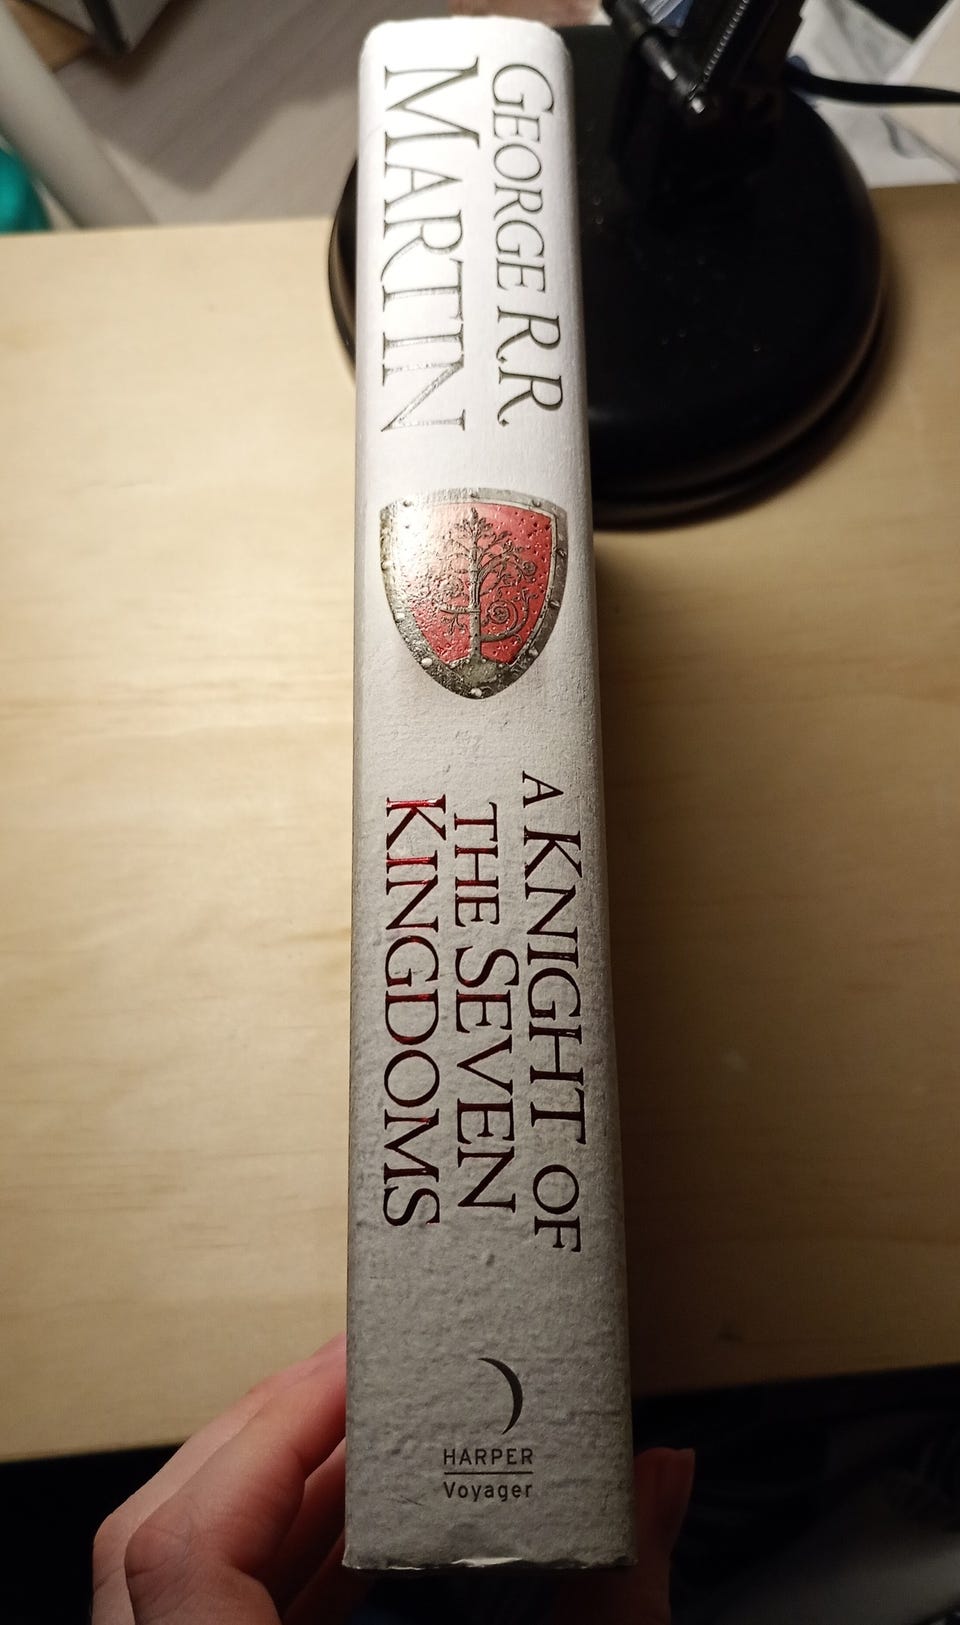 GEORGE R.R.
MARTIN
A KNIGHT OF
THE SEVEN
KINGDOMS
HARPER
Voyager